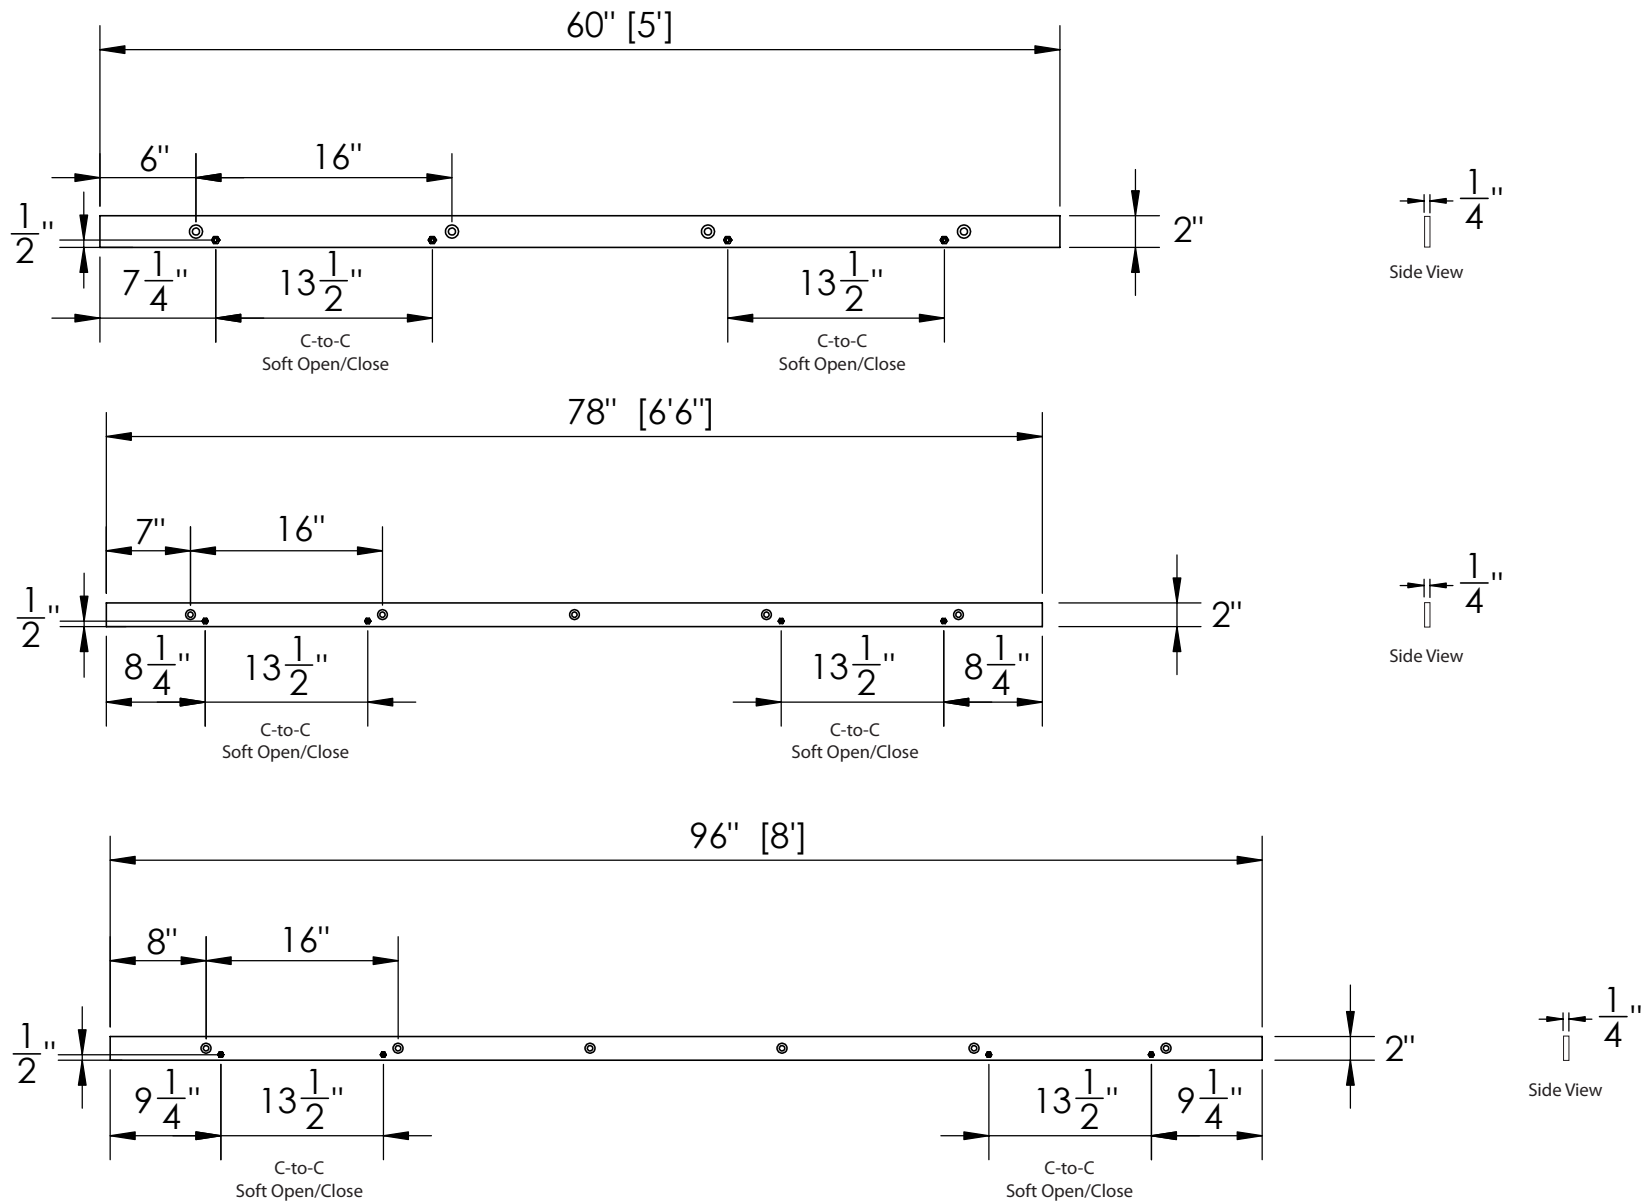 60" [5']
6" 16"
1/2" 2" 1/4"
7 1/4" 13 1/2" 13 1/2" Side View
C-to-C C-to-C
Soft Open/Close Soft Open/Close
78" [6'6"]
7" 16"
1/2" 2" 1/4"
8 1/4" 13 1/2" 13 1/2" 8 1/4" Side View
C-to-C C-to-C
Soft Open/Close Soft Open/Close
96" [8']
8" 16"
1/2" 2" 1/4"
9 1/4" 13 1/2" 13 1/2" 9 1/4" Side View
C-to-C C-to-C
Soft Open/Close Soft Open/Close